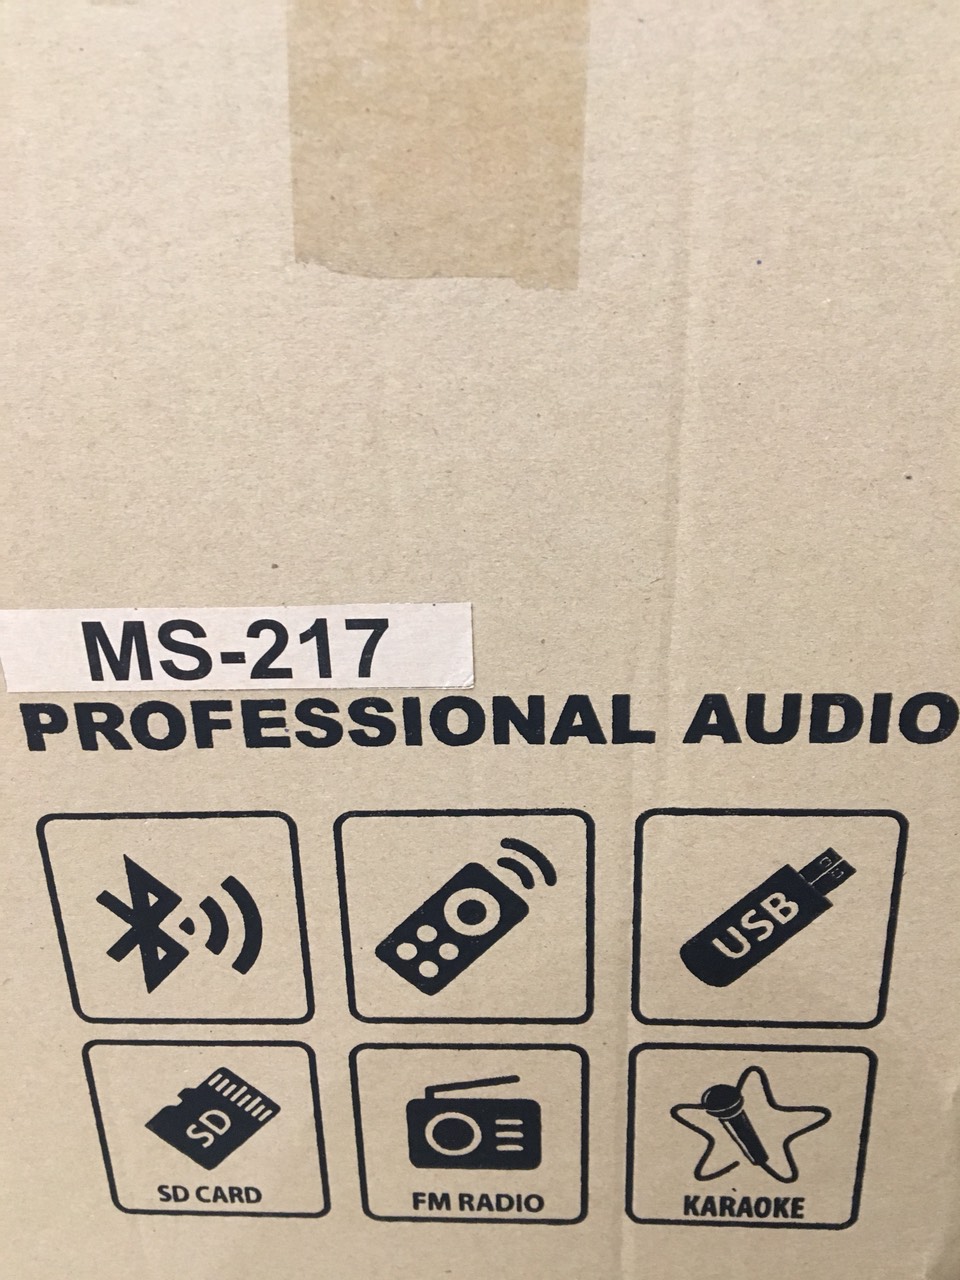 MS-217
PROFESSIONAL AUDIO
USB
SD
SD CARD
FM RADIO
KARAOKE